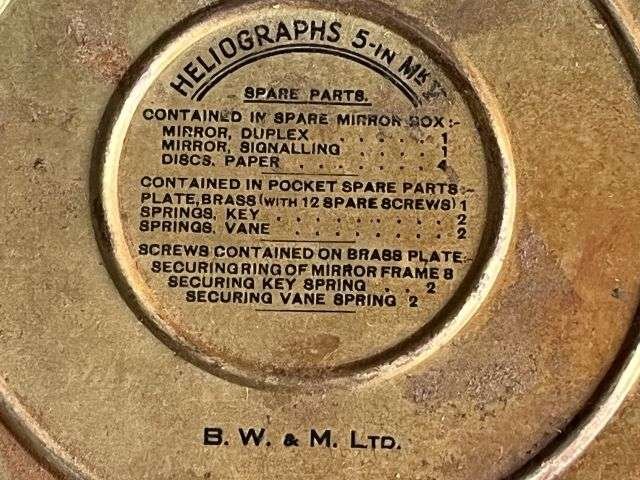 HELIOGRAPHS 5-IN MK V
SPARE PARTS.
CONTAINED IN SPARE MIRROR BOX:-
MIRROR, DUPLEX . . . . . . 1
MIRROR, SIGNALLING . . . . 1
DISCS, PAPER . . . . . . 4
CONTAINED IN POCKET SPARE PARTS:-
PLATE, BRASS (WITH 12 SPARE SCREWS) 1
SPRINGS, KEY . . . . . . . 2
SPRINGS, VANE . . . . . . . 2
SCREWS CONTAINED ON BRASS PLATE:-
SECURING RING OF MIRROR FRAME 8
SECURING KEY SPRING . . 2
SECURING VANE SPRING 2
B. W. & M. LTD.